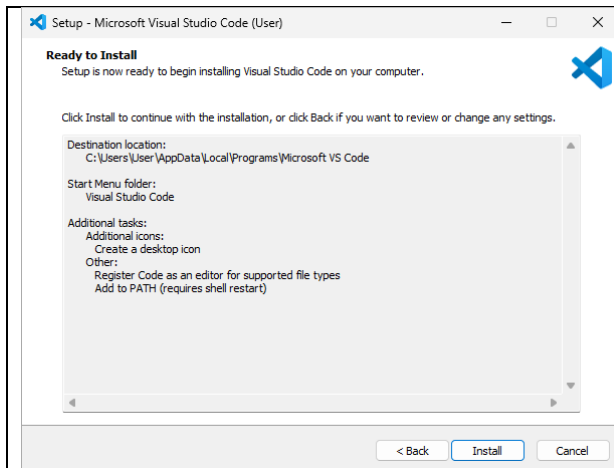 Setup - Microsoft Visual Studio Code (User)
Ready to Install
Setup is now ready to begin installing Visual Studio Code on your computer.
Click Install to continue with the installation, or click Back if you want to review or change any settings.
Destination location:
C:\Users\User\AppData\Local\Programs\Microsoft VS Code
Start Menu folder:
Visual Studio Code
Additional tasks:
Additional icons:
Create a desktop icon
Other:
Register Code as an editor for supported file types
Add to PATH (requires shell restart)
< Back Install Cancel